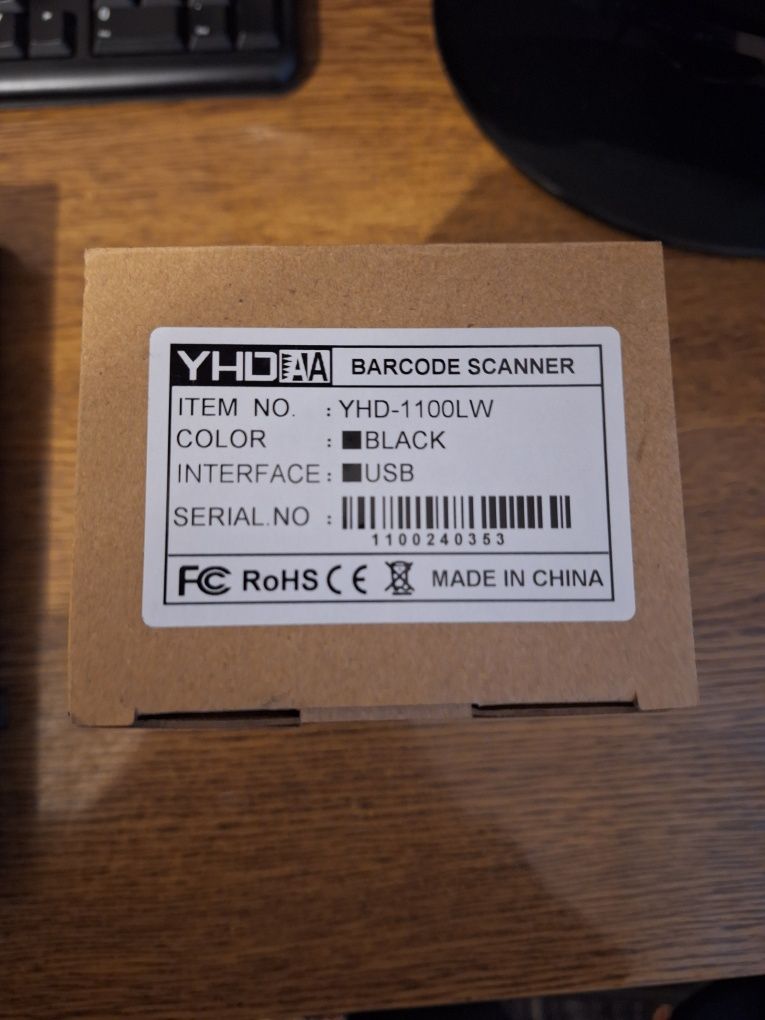 YHDAA BARCODE SCANNER
ITEM NO. : YHD-1100LW
COLOR : ■BLACK
INTERFACE : ■USB
SERIAL.NO :
1100240353
FC RoHS CE MADE IN CHINA